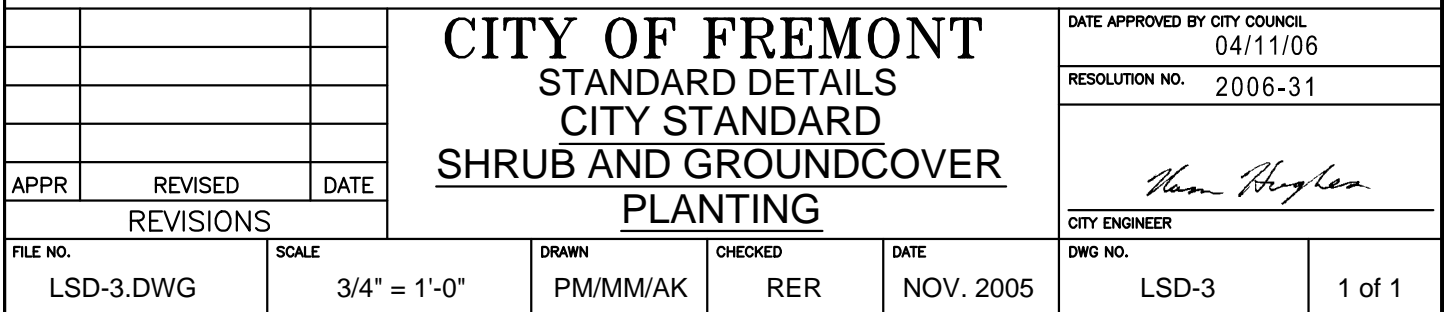 APPR REVISED DATE
REVISIONS
CITY OF FREMONT
STANDARD DETAILS
CITY STANDARD
SHRUB AND GROUNDCOVER
PLANTING
DATE APPROVED BY CITY COUNCIL
04/11/06
RESOLUTION NO. 2006-31
Hughes
CITY ENGINEER
FILE NO.
LSD-3.DWG
SCALE
3/4" = 1'-0"
DRAWN
PM/MM/AK
CHECKED
RER
DATE
NOV. 2005
DWG NO.
LSD-3
1 of 1